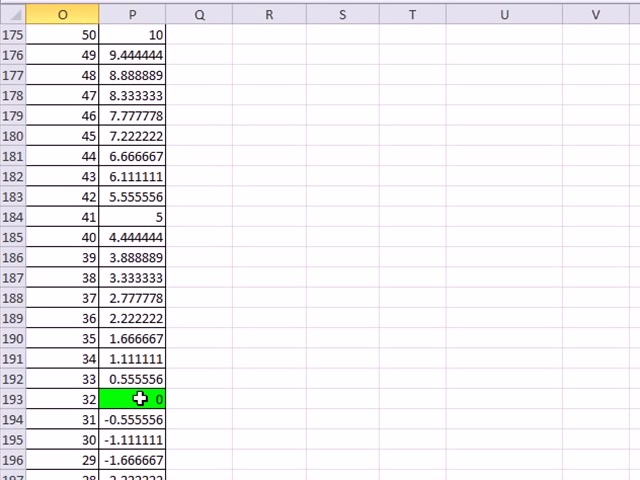 O P Q R S T U V
175 50 10
176 49 9.444444
177 48 8.888889
178 47 8.333333
179 46 7.777778
180 45 7.222222
181 44 6.666667
182 43 6.111111
183 42 5.555556
184 41 5
185 40 4.444444
186 39 3.888889
187 38 3.333333
188 37 2.777778
189 36 2.222222
190 35 1.666667
191 34 1.111111
192 33 0.555556
193 32 0
194 31 -0.555556
195 30 -1.111111
196 29 -1.666667